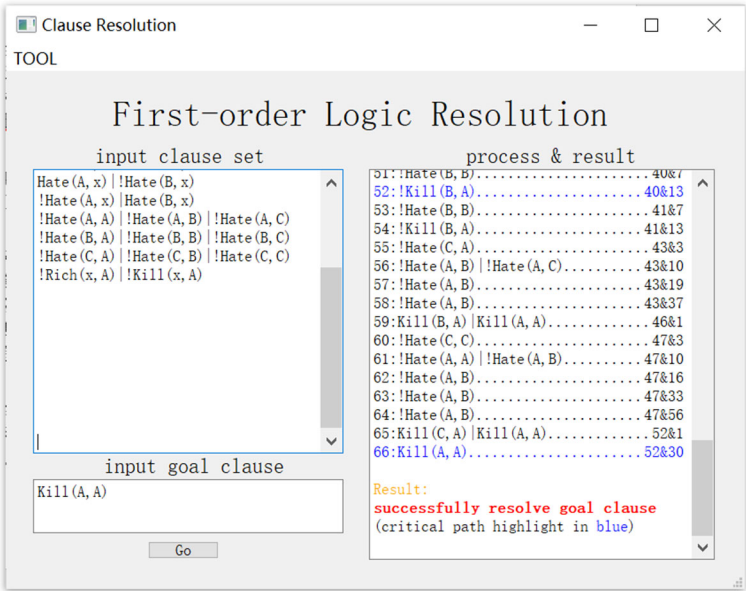 Clause Resolution
TOOL
First-order Logic Resolution
input clause set
Hate(A,x)|!Hate(B,x)
!Hate(A,x)|Hate(B,x)
!Hate(A,A)|!Hate(A,B)|!Hate(A,C)
!Hate(B,A)|!Hate(B,B)|!Hate(B,C)
!Hate(C,A)|!Hate(C,B)|!Hate(C,C)
!Rich(x,A)|!Kill(x,A)
input goal clause
Kill(A,A)
Go
process & result
51:!Hate(B,B)......................40&7
52:!Kill(B,A).....................40&13
53:!Hate(B,B)......................41&7
54:!Kill(B,A).....................41&13
55:!Hate(C,A)......................43&3
56:!Hate(A,B)|!Hate(A,C)..........43&10
57:!Hate(A,B).....................43&19
58:!Hate(A,B).....................43&37
59:Kill(B,A)|Kill(A,A).............46&1
60:!Hate(C,C)......................47&3
61:!Hate(A,A)|!Hate(A,B)..........47&10
62:!Hate(A,B).....................47&16
63:!Hate(A,B).....................47&33
64:!Hate(A,B).....................47&56
65:Kill(C,A)|Kill(A,A).............52&1
66:Kill(A,A)......................52&30
Result:
successfully resolve goal clause
(critical path highlight in blue)